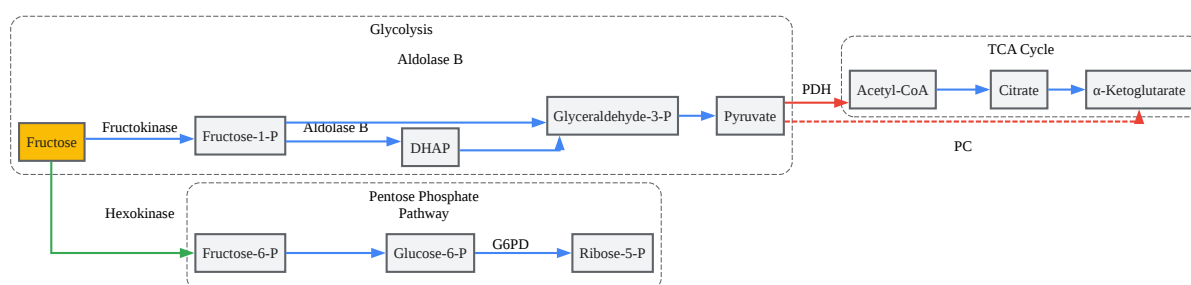 Glycolysis
Aldolase B
TCA Cycle
PDH
Acetyl-CoA
Citrate
α-Ketoglutarate
Glyceraldehyde-3-P
Pyruvate
Fructokinase
Aldolase B
Fructose
Fructose-1-P
DHAP
PC
Pentose Phosphate
Pathway
Hexokinase
Fructose-6-P
Glucose-6-P
G6PD
Ribose-5-P